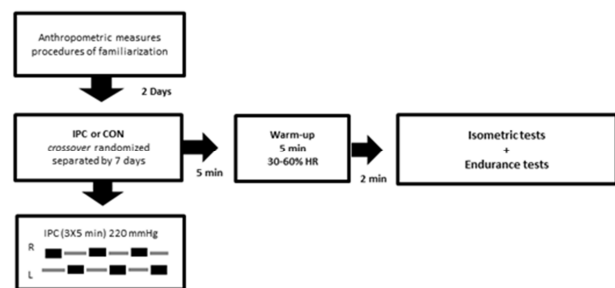 Anthropometric measures
procedures of familiarization
2 Days
IPC or CON
crossover randomized
separated by 7 days
5 min
Warm-up
5 min
30-60% HR
2 min
Isometric tests
+
Endurance tests
IPC (3X5 min) 220 mmHg
R
L